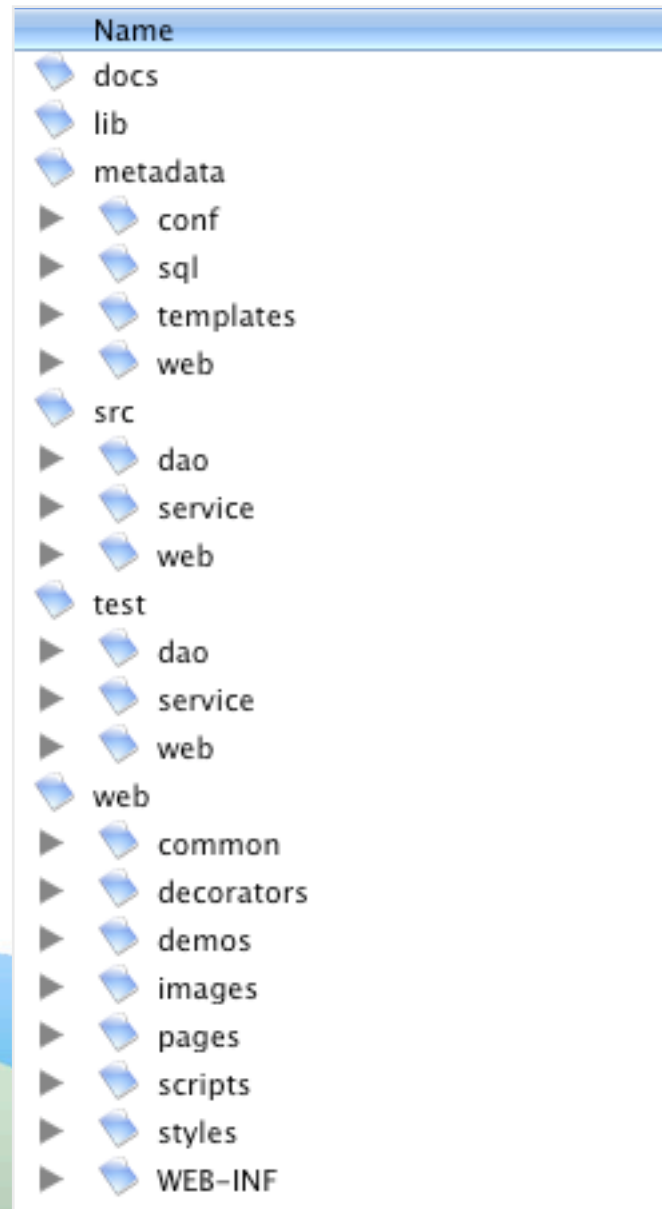 Name
docs
lib
metadata
conf
sql
templates
web
src
dao
service
web
test
dao
service
web
web
common
decorators
demos
images
pages
scripts
styles
WEB-INF